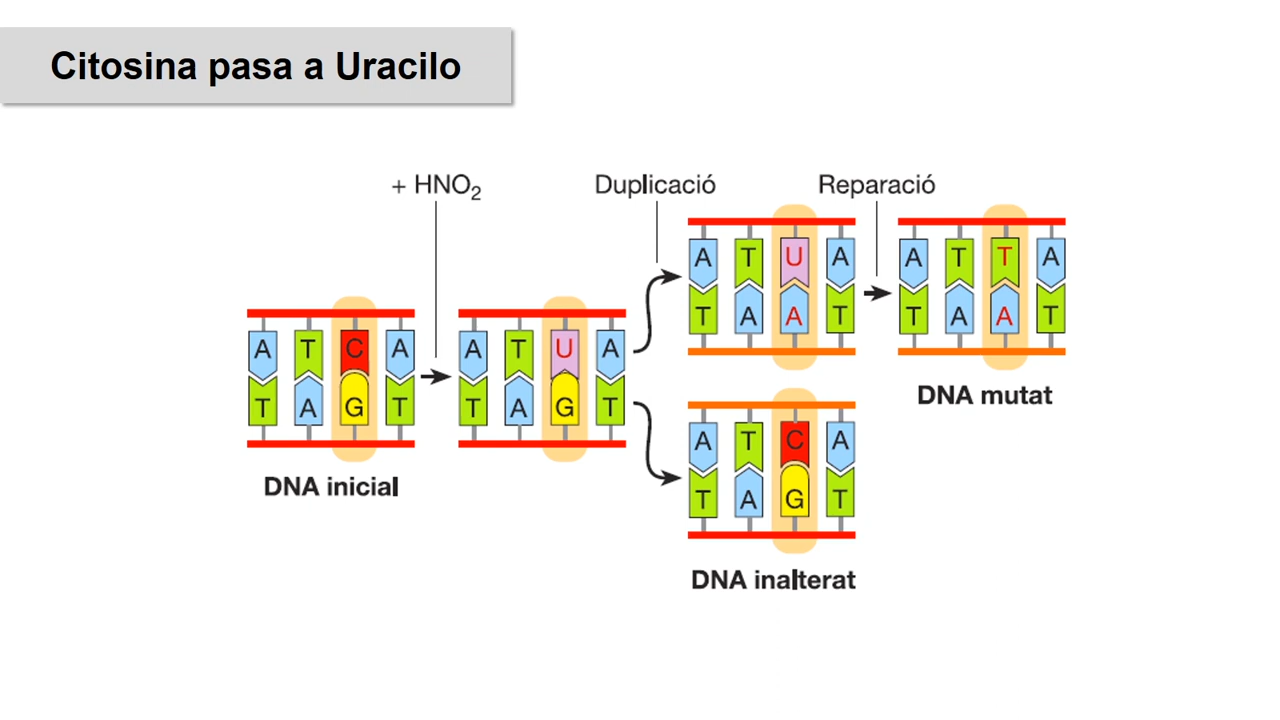 Citosina pasa a Uracilo
+ HNO₂
Duplicació
Reparació
A T C A
T A G T
DNA inicial
A T U A
T A G T
A T U A
T A A T
A T C A
T A G T
DNA inalterat
A T T A
T A A T
DNA mutat